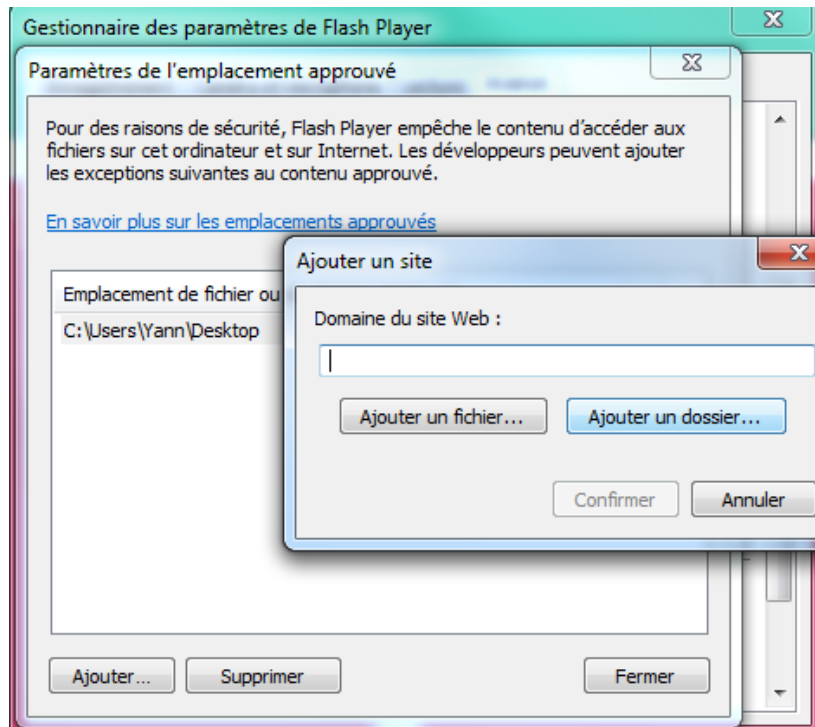 Gestionnaire des paramètres de Flash Player
Paramètres de l'emplacement approuvé
Pour des raisons de sécurité, Flash Player empêche le contenu d'accéder aux
fichiers sur cet ordinateur et sur Internet. Les développeurs peuvent ajouter
les exceptions suivantes au contenu approuvé.
En savoir plus sur les emplacements approuvés
Emplacement de fichier ou
C:\Users\Yann\Desktop
Ajouter un site
Domaine du site Web :
Ajouter un fichier...
Ajouter un dossier...
Confirmer
Annuler
Ajouter...
Supprimer
Fermer